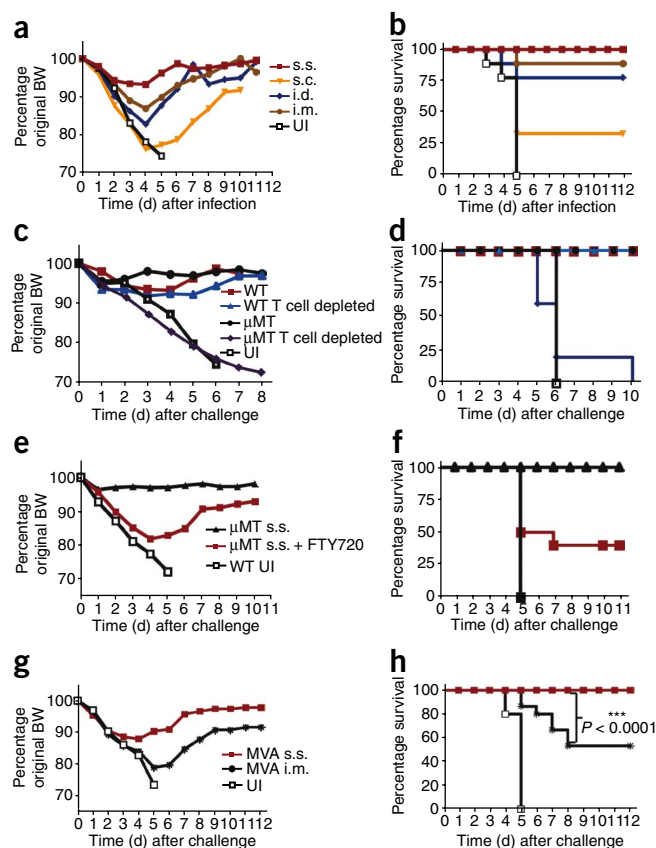 a
Percentage
original BW
100
90
80
70
0 1 2 3 4 5 6 7 8 9 10 11 12
Time (d) after infection
s.s.
s.c.
i.d.
i.m.
UI
b
Percentage survival
100
75
50
25
0
0 1 2 3 4 5 6 7 8 9 10 11 12
Time (d) after infection
c
Percentage
original BW
100
90
80
70
0 1 2 3 4 5 6 7 8
Time (d) after challenge
WT
WT T cell depleted
μMT
μMT T cell depleted
UI
d
Percentage survival
100
75
50
25
0
0 1 2 3 4 5 6 7 8 9 10
Time (d) after challenge
e
Percentage
original BW
100
90
80
70
0 1 2 3 4 5 6 7 8 9 10 11
Time (d) after challenge
μMT s.s.
μMT s.s. + FTY720
WT UI
f
Percentage survival
100
75
50
25
0
0 1 2 3 4 5 6 7 8 9 10 11
Time (d) after challenge
g
Percentage
original BW
100
90
80
70
0 1 2 3 4 5 6 7 8 9 10 11 12
Time (d) after challenge
MVA s.s.
MVA i.m.
UI
h
Percentage survival
100
80
60
40
20
0
0 1 2 3 4 5 6 7 8 9 10 11 12
Time (d) after challenge
***
P < 0.0001